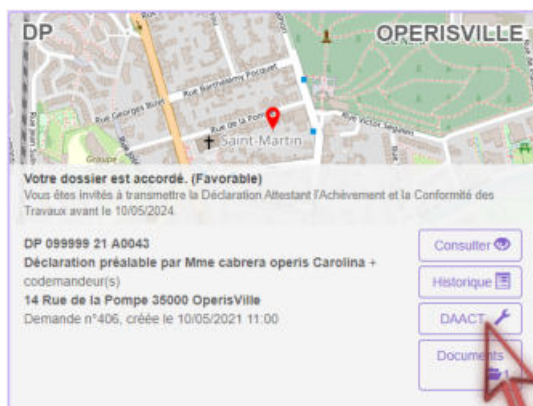 DP OPERISVILLE
Rue Barthélemy Pocquet
Rue Georges Bizet
Rue de la Pom
Rue Victor Segalen
Saint-Martin
Groupe
Votre dossier est accordé. (Favorable)
Vous êtes invités à transmettre la Déclaration Attestant l'Achèvement et la Conformité des
Travaux avant le 10/05/2024
DP 099999 21 A0043
Déclaration préalable par Mme cabrera operis Carolina +
codemandeur(s)
14 Rue de la Pompe 35000 OperisVille
Demande n°406, créée le 10/05/2021 11:00
Consulter
Historique
DAACT
Documents
1